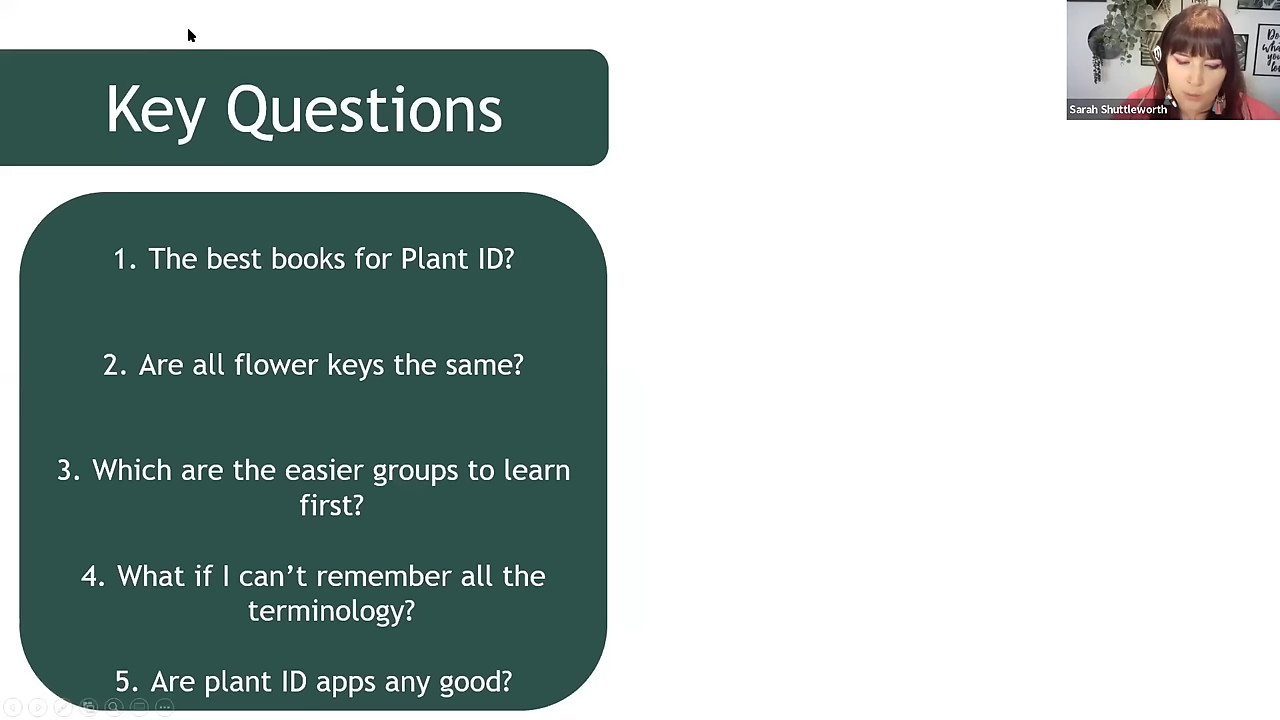 Key Questions
1. The best books for Plant ID?
2. Are all flower keys the same?
3. Which are the easier groups to learn
first?
4. What if I can’t remember all the
terminology?
5. Are plant ID apps any good?
Sarah Shuttleworth